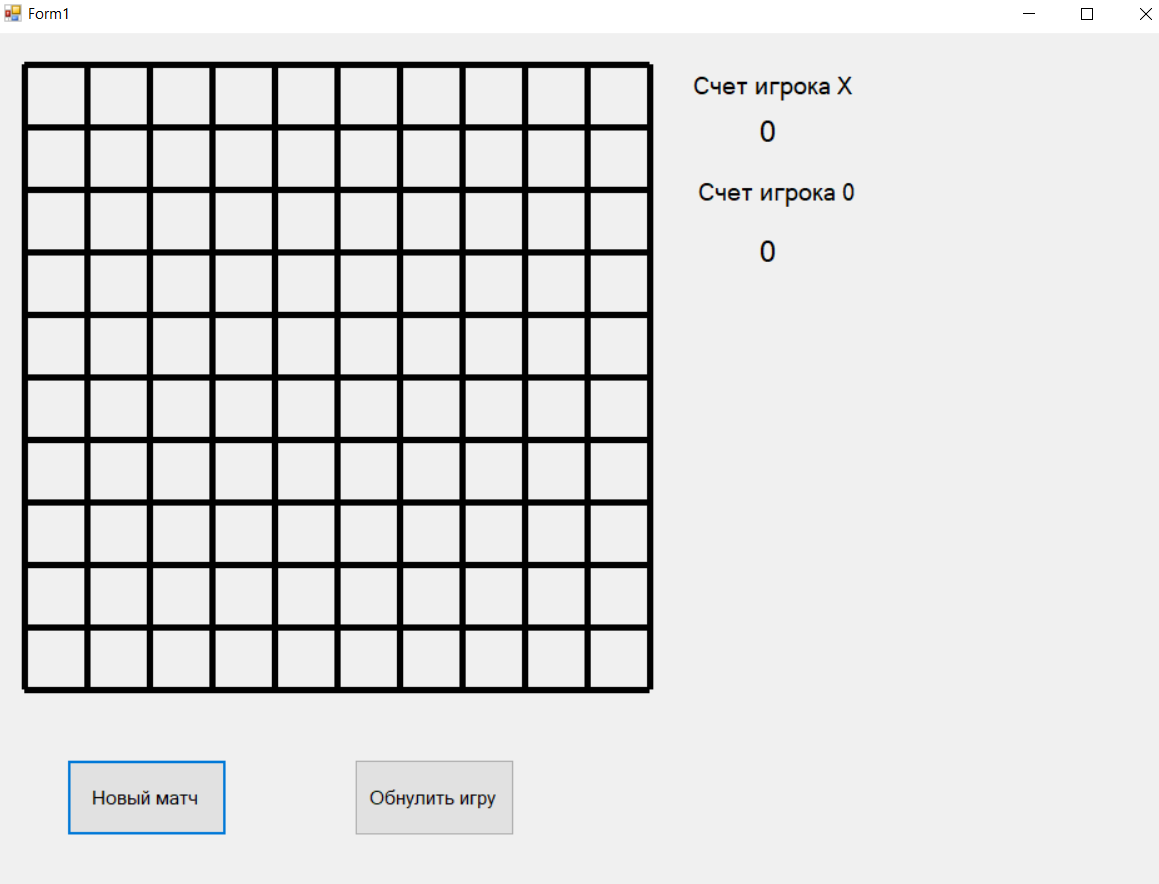 Form1
Счет игрока X
0
Счет игрока 0
0
Новый матч
Обнулить игру